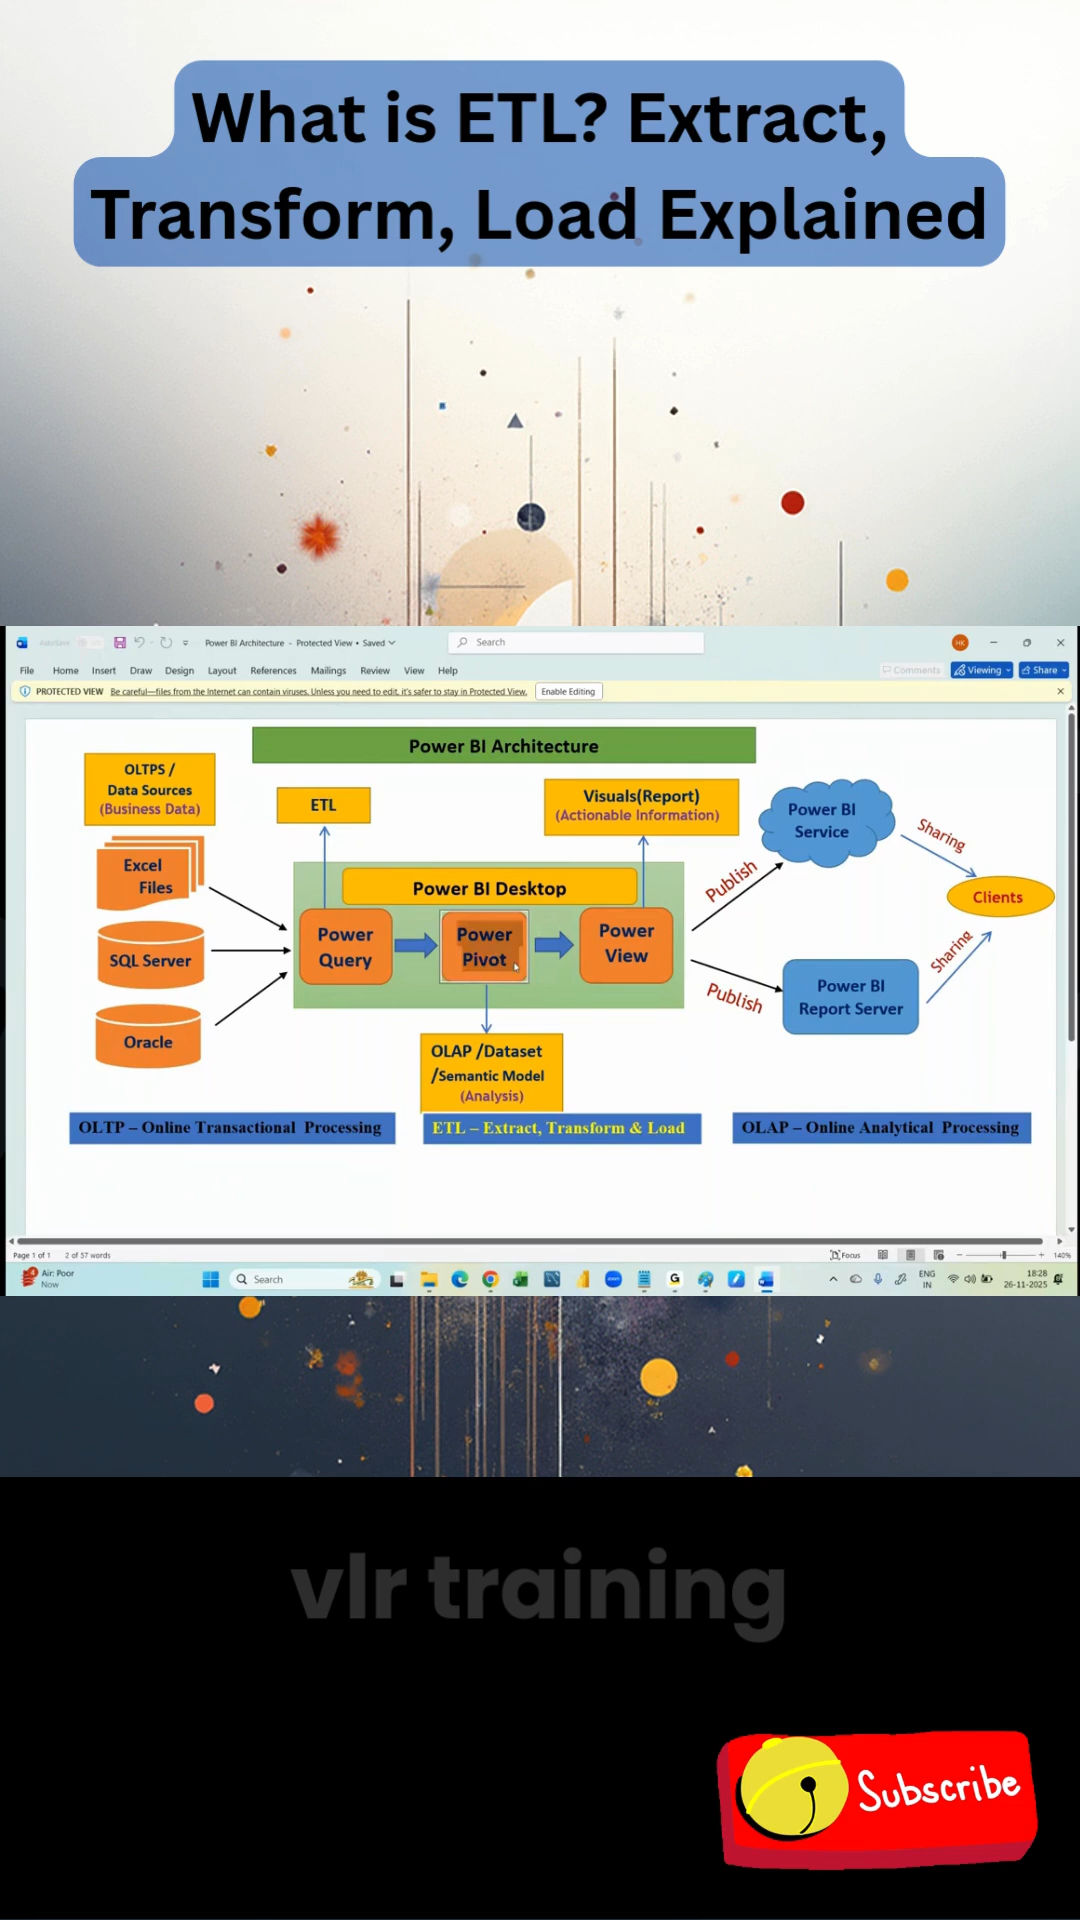 What is ETL? Extract,
Transform, Load Explained
Power BI Architecture - Protected View • Saved
Search
HK
File Home Insert Draw Design Layout References Mailings Review View Help
Comments Viewing Share
PROTECTED VIEW Be careful—files from the Internet can contain viruses. Unless you need to edit, it's safer to stay in Protected View. Enable Editing
Power BI Architecture
OLTPS /
Data Sources
(Business Data)
ETL
Visuals(Report)
(Actionable Information)
Power BI
Service
Sharing
Excel
Files
Power BI Desktop
Publish
Clients
Power
Query
Power
Pivot
Power
View
SQL Server
Sharing
Publish
Power BI
Report Server
Oracle
OLAP /Dataset
/Semantic Model
(Analysis)
OLTP – Online Transactional Processing
ETL – Extract, Transform & Load
OLAP – Online Analytical Processing
Page 1 of 1 2 of 57 words
Focus
140%
Air: Poor
Now
Search
ENG
IN
18:28
26-11-2025
vlr training
Subscribe